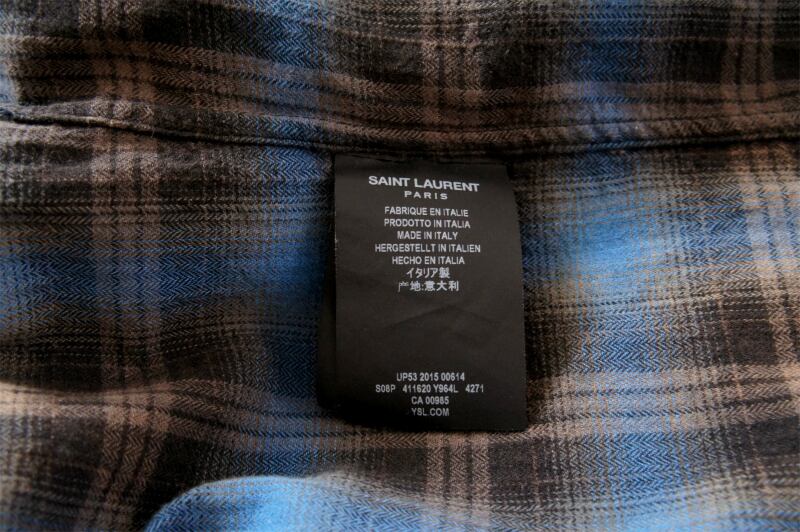 SAINT LAURENT
PARIS
FABRIQUE EN ITALIE
PRODOTTO IN ITALIA
MADE IN ITALY
HERGESTELLT IN ITALIEN
HECHO EN ITALIA
イタリア製
产地:意大利
UP53 2015 00614
S08P 411620 Y964L 4271
CA 00985
YSL.COM